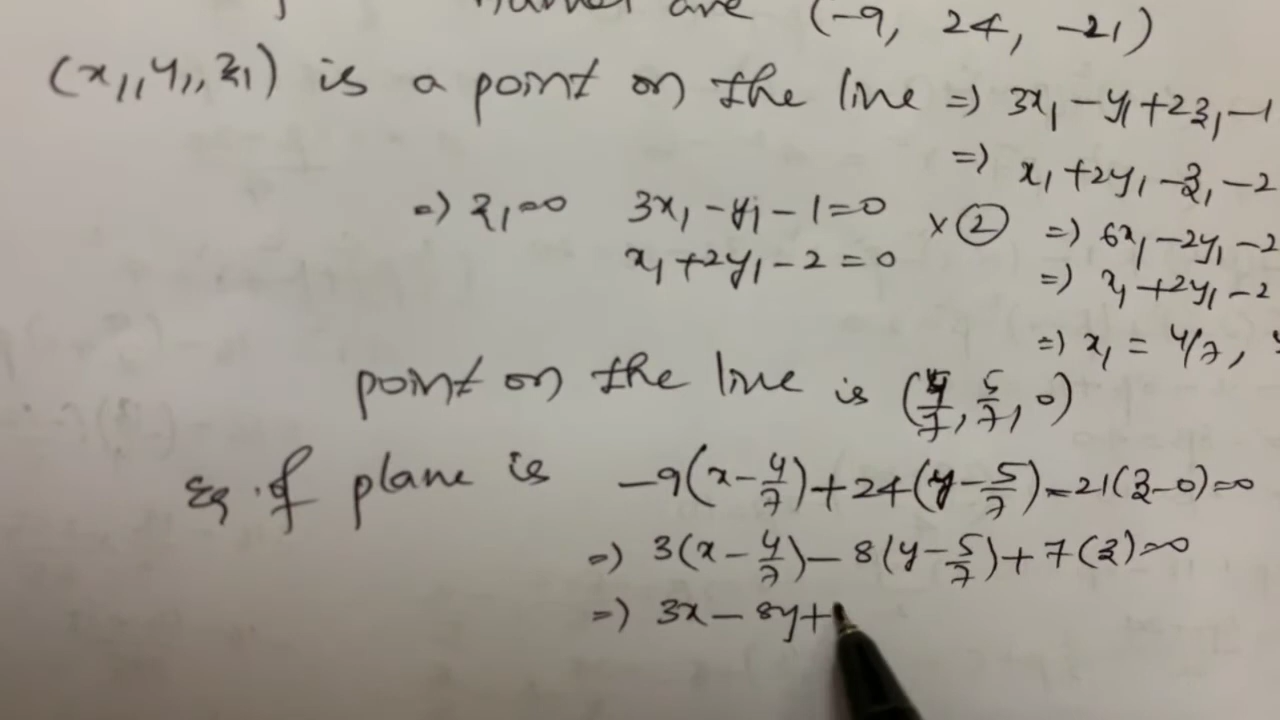 are (-9, 24, -21)
(x₁, y₁, z₁) is a point on the line => 3x₁ - y₁ + 2z₁ - 1
=> x₁ + 2y₁ - z₁ - 2
=> z₁ = 0 3x₁ - y₁ - 1 = 0 × ② => 6x₁ - 2y₁ - 2
x₁ + 2y₁ - 2 = 0 => x₁ + 2y₁ - 2
=> x₁ = 4/7,
point on the line is (4/7, 5/7, 0)
Eq. of plane is -9(x - 4/7) + 24(y - 5/7) - 21(z - 0) = 0
=> 3(x - 4/7) - 8(y - 5/7) + 7(z) = 0
=> 3x - 8y +